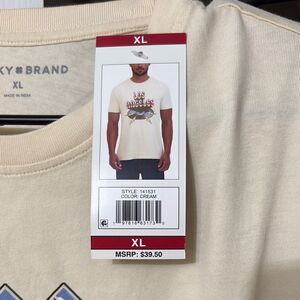 XL
KY BRAND
XL
MADE IN INDIA
LOS
ANGELES
STYLE: 141531
COLOR: CREAM
XL
MSRP: $39.50